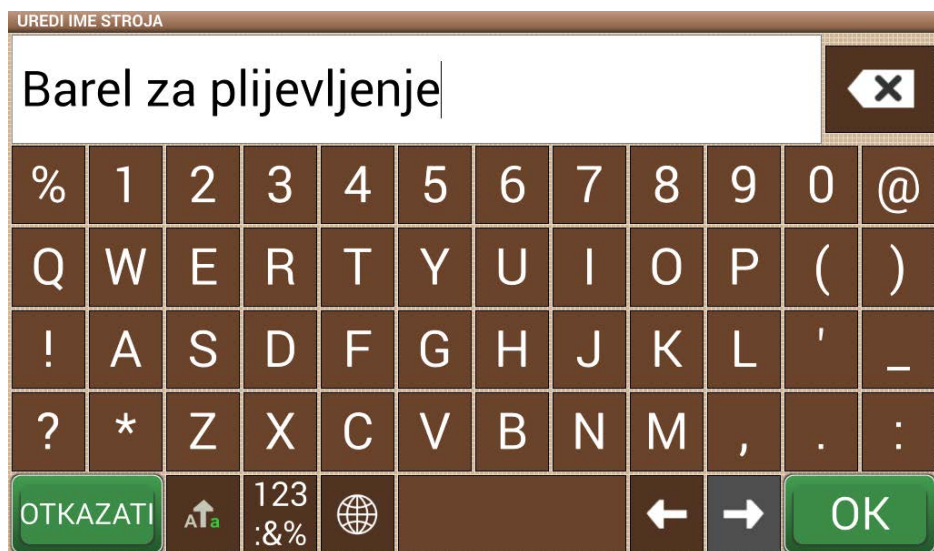 UREDI IME STROJA
Barel za plijevljenje
% 1 2 3 4 5 6 7 8 9 0 @
Q W E R T Y U I O P ( )
! A S D F G H J K L ' _
? * Z X C V B N M , . :
OTKAZATI A a 123 OK
:&%